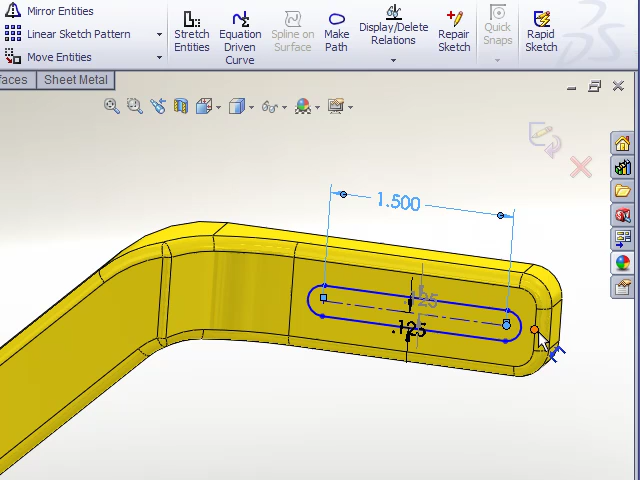 Mirror Entities
Linear Sketch Pattern
Move Entities
Stretch Entities
Equation Driven Curve
Spline on Surface
Make Path
Display/Delete Relations
Repair Sketch
Quick Snaps
Rapid Sketch
faces
Sheet Metal
1.500
.125
.125